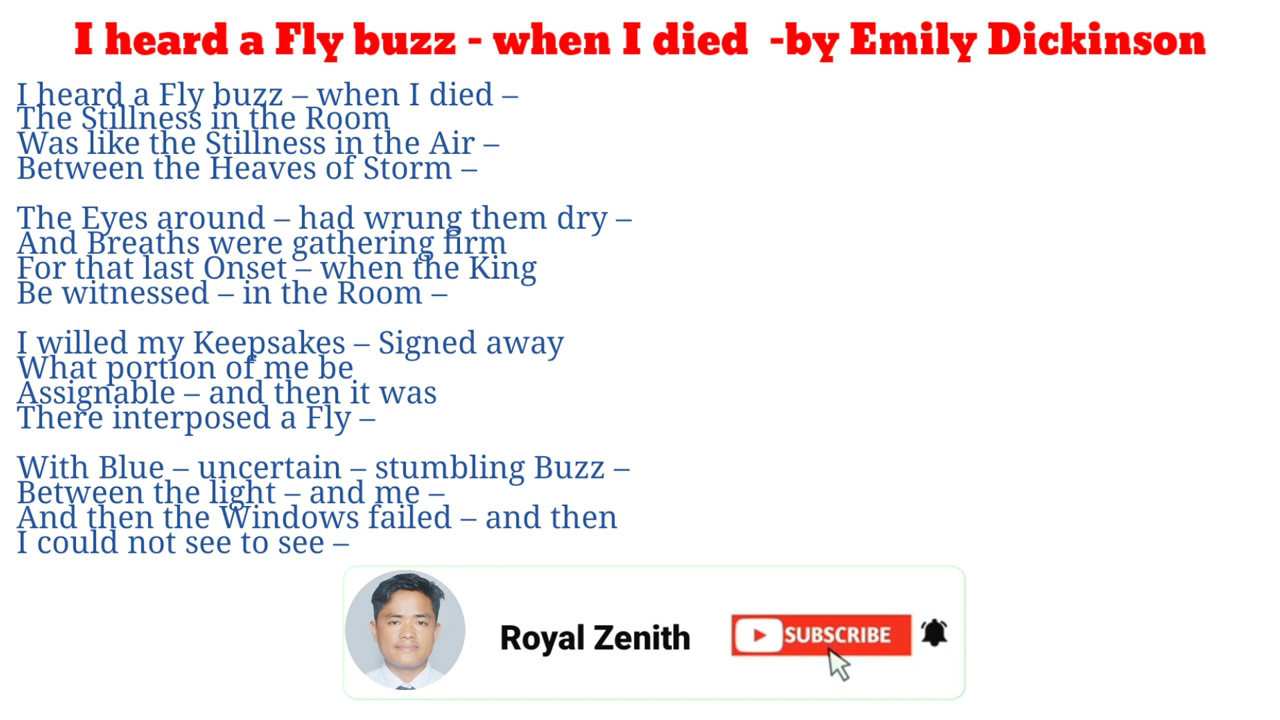 I heard a Fly buzz - when I died -by Emily Dickinson
I heard a Fly buzz – when I died –
The Stillness in the Room
Was like the Stillness in the Air –
Between the Heaves of Storm –
The Eyes around – had wrung them dry –
And Breaths were gathering firm
For that last Onset – when the King
Be witnessed – in the Room –
I willed my Keepsakes – Signed away
What portion of me be
Assignable – and then it was
There interposed a Fly –
With Blue – uncertain – stumbling Buzz –
Between the light – and me –
And then the Windows failed – and then
I could not see to see –
Royal Zenith
SUBSCRIBE